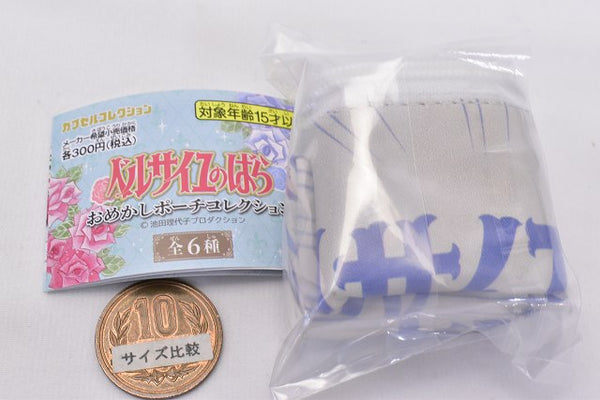 カプセルコレクション
メーカー希望小売価格
各300円(税込)
対象年齢15才以
ベルサイユのばら
おめかしポーチコレクション
© 池田理代子プロダクション
全6種
10
サイズ比較